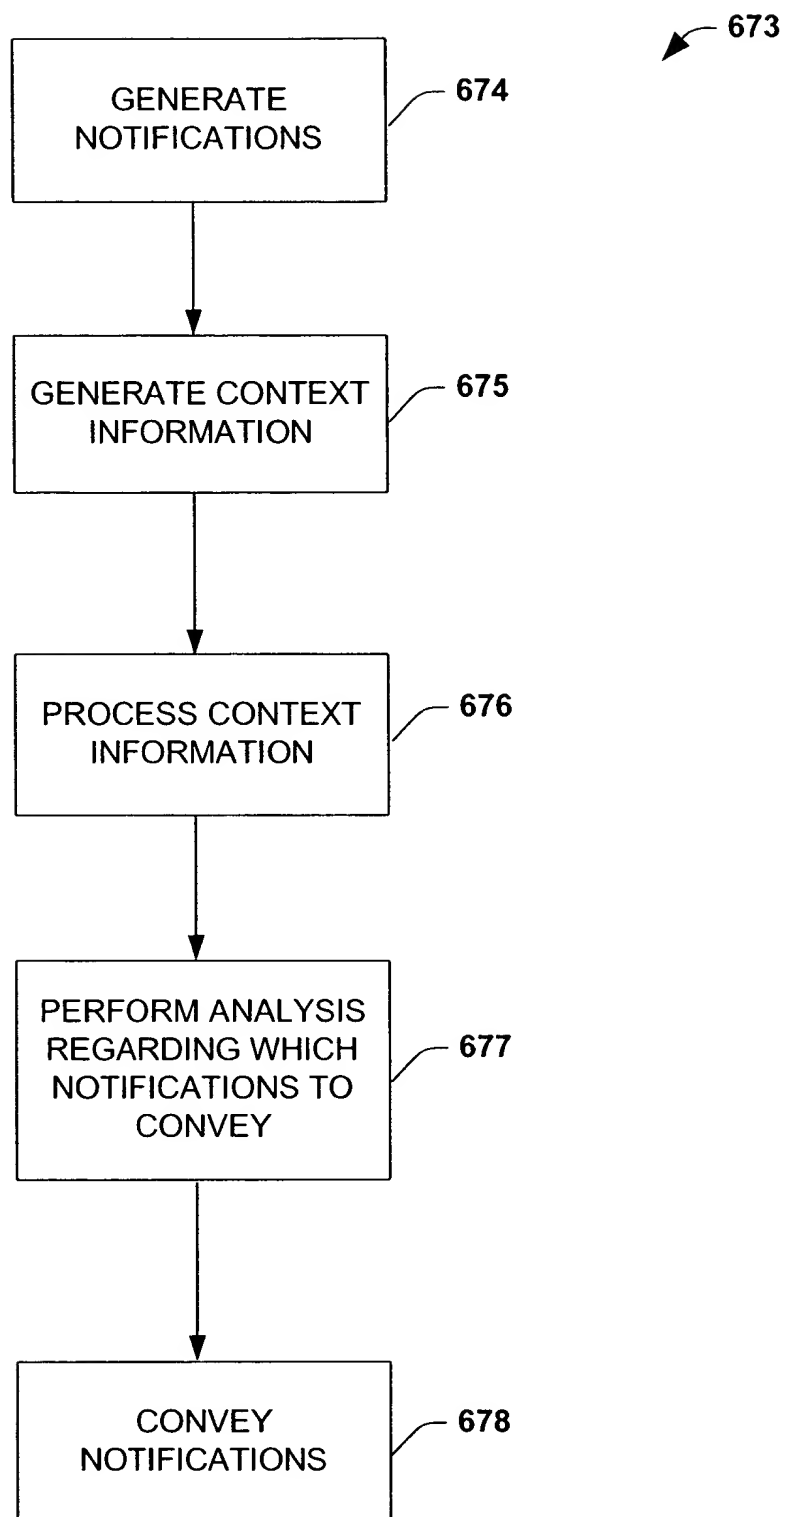 673
GENERATE
NOTIFICATIONS
674
GENERATE CONTEXT
INFORMATION
675
PROCESS CONTEXT
INFORMATION
676
PERFORM ANALYSIS
REGARDING WHICH
NOTIFICATIONS TO
CONVEY
677
CONVEY
NOTIFICATIONS
678